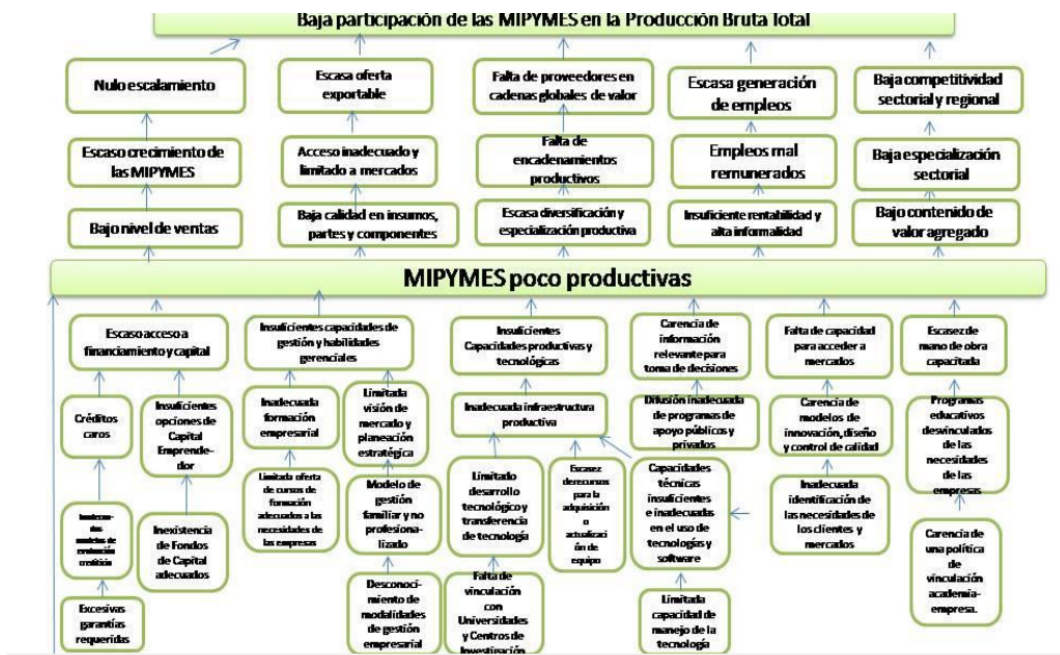 Baja participación de las MIPYMES en la Producción Bruta Total
Nulo escalamiento
Escasa oferta
exportable
Falta de proveedores en
cadenas globales de valor
Escasa generación
de empleos
Baja competitividad
sectorial y regional
Escaso crecimiento de
las MIPYMES
Acceso inadecuado y
limitado a mercados
Falta de
encadenamientos
productivos
Empleos mal
remunerados
Baja especialización
sectorial
Bajo nivel de ventas
Baja calidad en insumos,
partes y componentes
Escasa diversificación y
especialización productiva
Insuficiente rentabilidad y
alta informalidad
Bajo contenido de
valor agregado
MIPYMES poco productivas
Escaso acceso a
financiamiento y capital
Insuficientes capacidades de
gestión y habilidades
gerenciales
Insuficientes
Capacidades productivas y
tecnológicas
Carencia de
información
relevante para
toma de decisiones
Falta de capacidad
para acceder a
mercados
Escasez de
mano de obra
capacitada
Créditos
caros
Insuficientes
opciones de
Capital
Emprende-
dor
Inadecuada
formación
empresarial
Limitada
visión de
mercado y
planeación
estratégica
Inadecuada infraestructura
productiva
Difusión inadecuada
de programas de
apoyo públicos y
privados
Carencia de
modelos de
innovación, diseño
y control de calidad
Programas
educativos
desvinculados
de las
necesidades
de las
empresas
modelos de
evaluación
crediticia
Inexistencia
de Fondos
de Capital
adecuados
Limitada oferta
de cursos de
formación
adecuados a las
necesidades de
las empresas
Modelo de
gestión
familiar y no
profesiona-
lizado
Limitado
desarrollo
tecnológico y
transferencia
de tecnología
Escasez
de recursos
para la
adquisición
o
actualizaci
ón de
equipo
Capacidades
técnicas
insuficientes
e inadecuadas
en el uso de
tecnologías y
software
Inadecuada
identificación de
las necesidades de
los clientes y
mercados
Carencia de
una política
de
vinculación
academia-
empresa.
Excesivas
garantías
requeridas
Desconoci-
miento de
modalidades
de gestión
empresarial
Falta de
vinculación
con
Universidades
y Centros de
Investigación
Limitada
capacidad de
manejo de la
tecnología